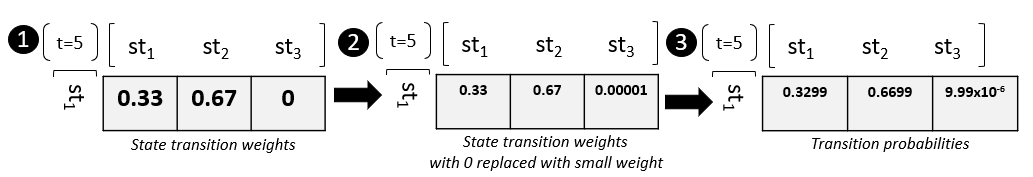 1 t=5 st1 st2 st3
st1 0.33 0.67 0
State transition weights
2 t=5 st1 st2 st3
st1 0.33 0.67 0.00001
State transition weights
with 0 replaced with small weight
3 t=5 st1 st2 st3
st1 0.3299 0.6699 9.99x10-6
Transition probabilities